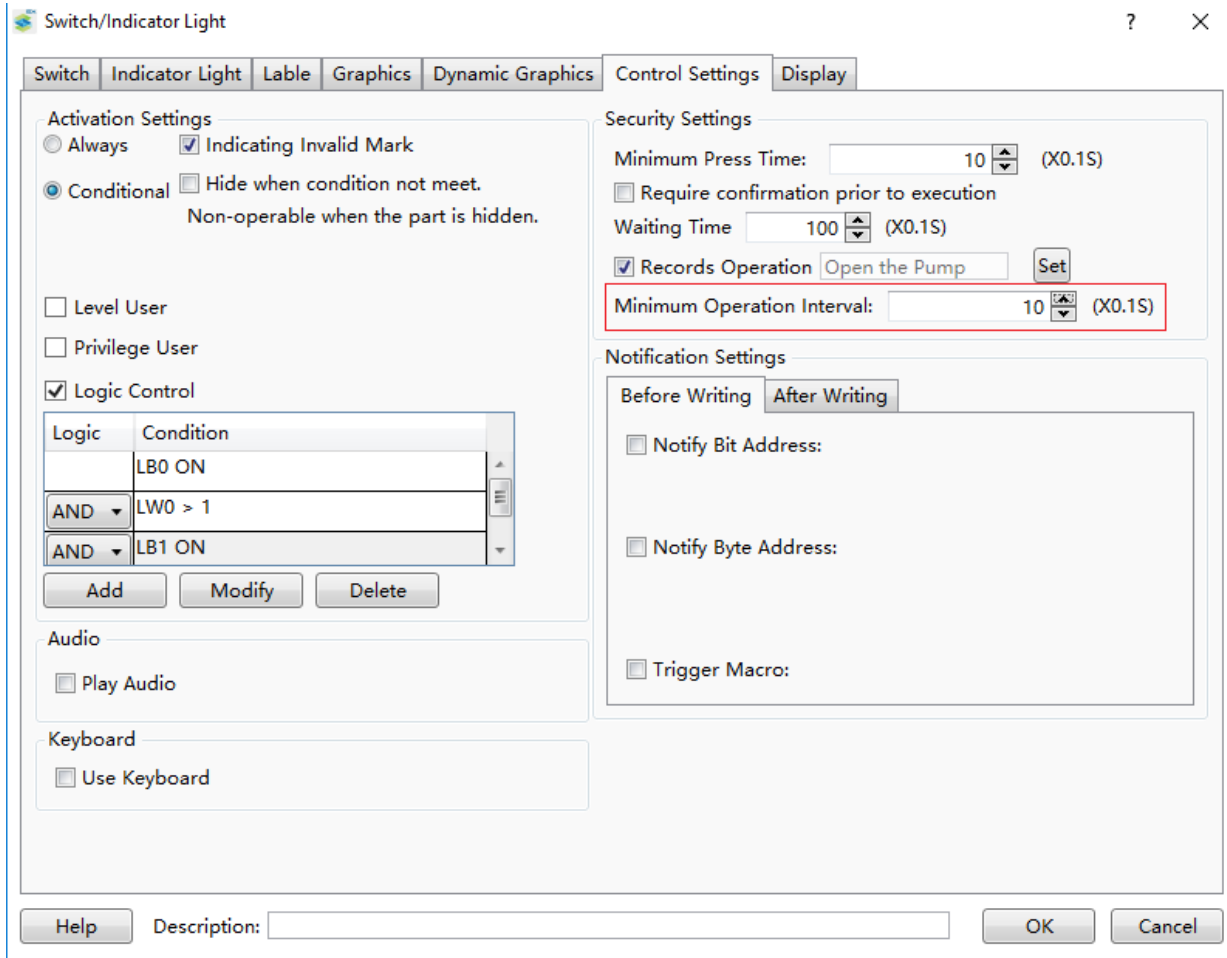 Switch/Indicator Light ? ×
Switch Indicator Light Lable Graphics Dynamic Graphics Control Settings Display
Activation Settings
Always Indicating Invalid Mark
Conditional Hide when condition not meet.
Non-operable when the part is hidden.
Level User
Privilege User
Logic Control
Logic Condition
LB0 ON
AND LW0 > 1
AND LB1 ON
Add Modify Delete
Audio
Play Audio
Keyboard
Use Keyboard
Security Settings
Minimum Press Time: 10 (X0.1S)
Require confirmation prior to execution
Waiting Time 100 (X0.1S)
Records Operation Open the Pump Set
Minimum Operation Interval: 10 (X0.1S)
Notification Settings
Before Writing After Writing
Notify Bit Address:
Notify Byte Address:
Trigger Macro:
Help Description: OK Cancel